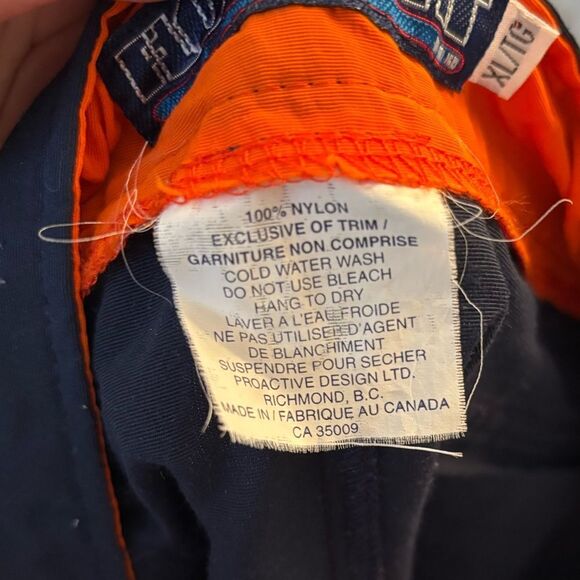 XL/TG
100% NYLON
EXCLUSIVE OF TRIM /
GARNITURE NON COMPRISE
COLD WATER WASH
DO NOT USE BLEACH
HANG TO DRY
LAVER A L'EAU FROIDE
NE PAS UTILISER D'AGENT
DE BLANCHIMENT
SUSPENDRE POUR SECHER
PROACTIVE DESIGN LTD.
RICHMOND, B.C.
MADE IN / FABRIQUE AU CANADA
CA 35009